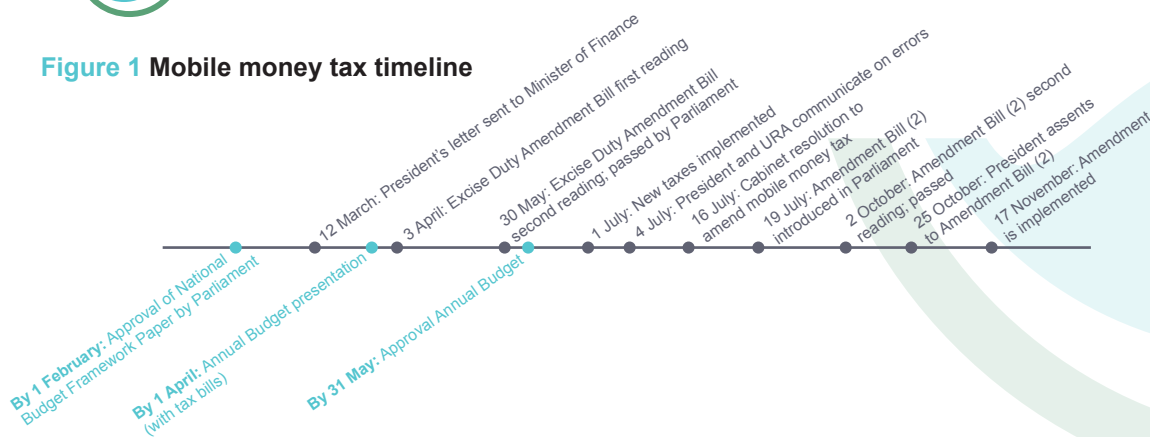 Figure 1 Mobile money tax timeline
12 March: President's letter sent to Minister of Finance
3 April: Excise Duty Amendment Bill first reading
30 May: Excise Duty Amendment Bill
second reading; passed by Parliament
1 July: New taxes implemented
4 July: President and URA communicate on errors
16 July: Cabinet resolution to
amend mobile money tax
19 July: Amendment Bill (2)
introduced in Parliament
2 October: Amendment Bill (2) second
reading; passed
25 October: President assents
to Amendment Bill (2)
17 November: Amendment
is implemented
By 1 February: Approval of National
Budget Framework Paper by Parliament
By 1 April: Annual Budget presentation
(with tax bills)
By 31 May: Approval Annual Budget